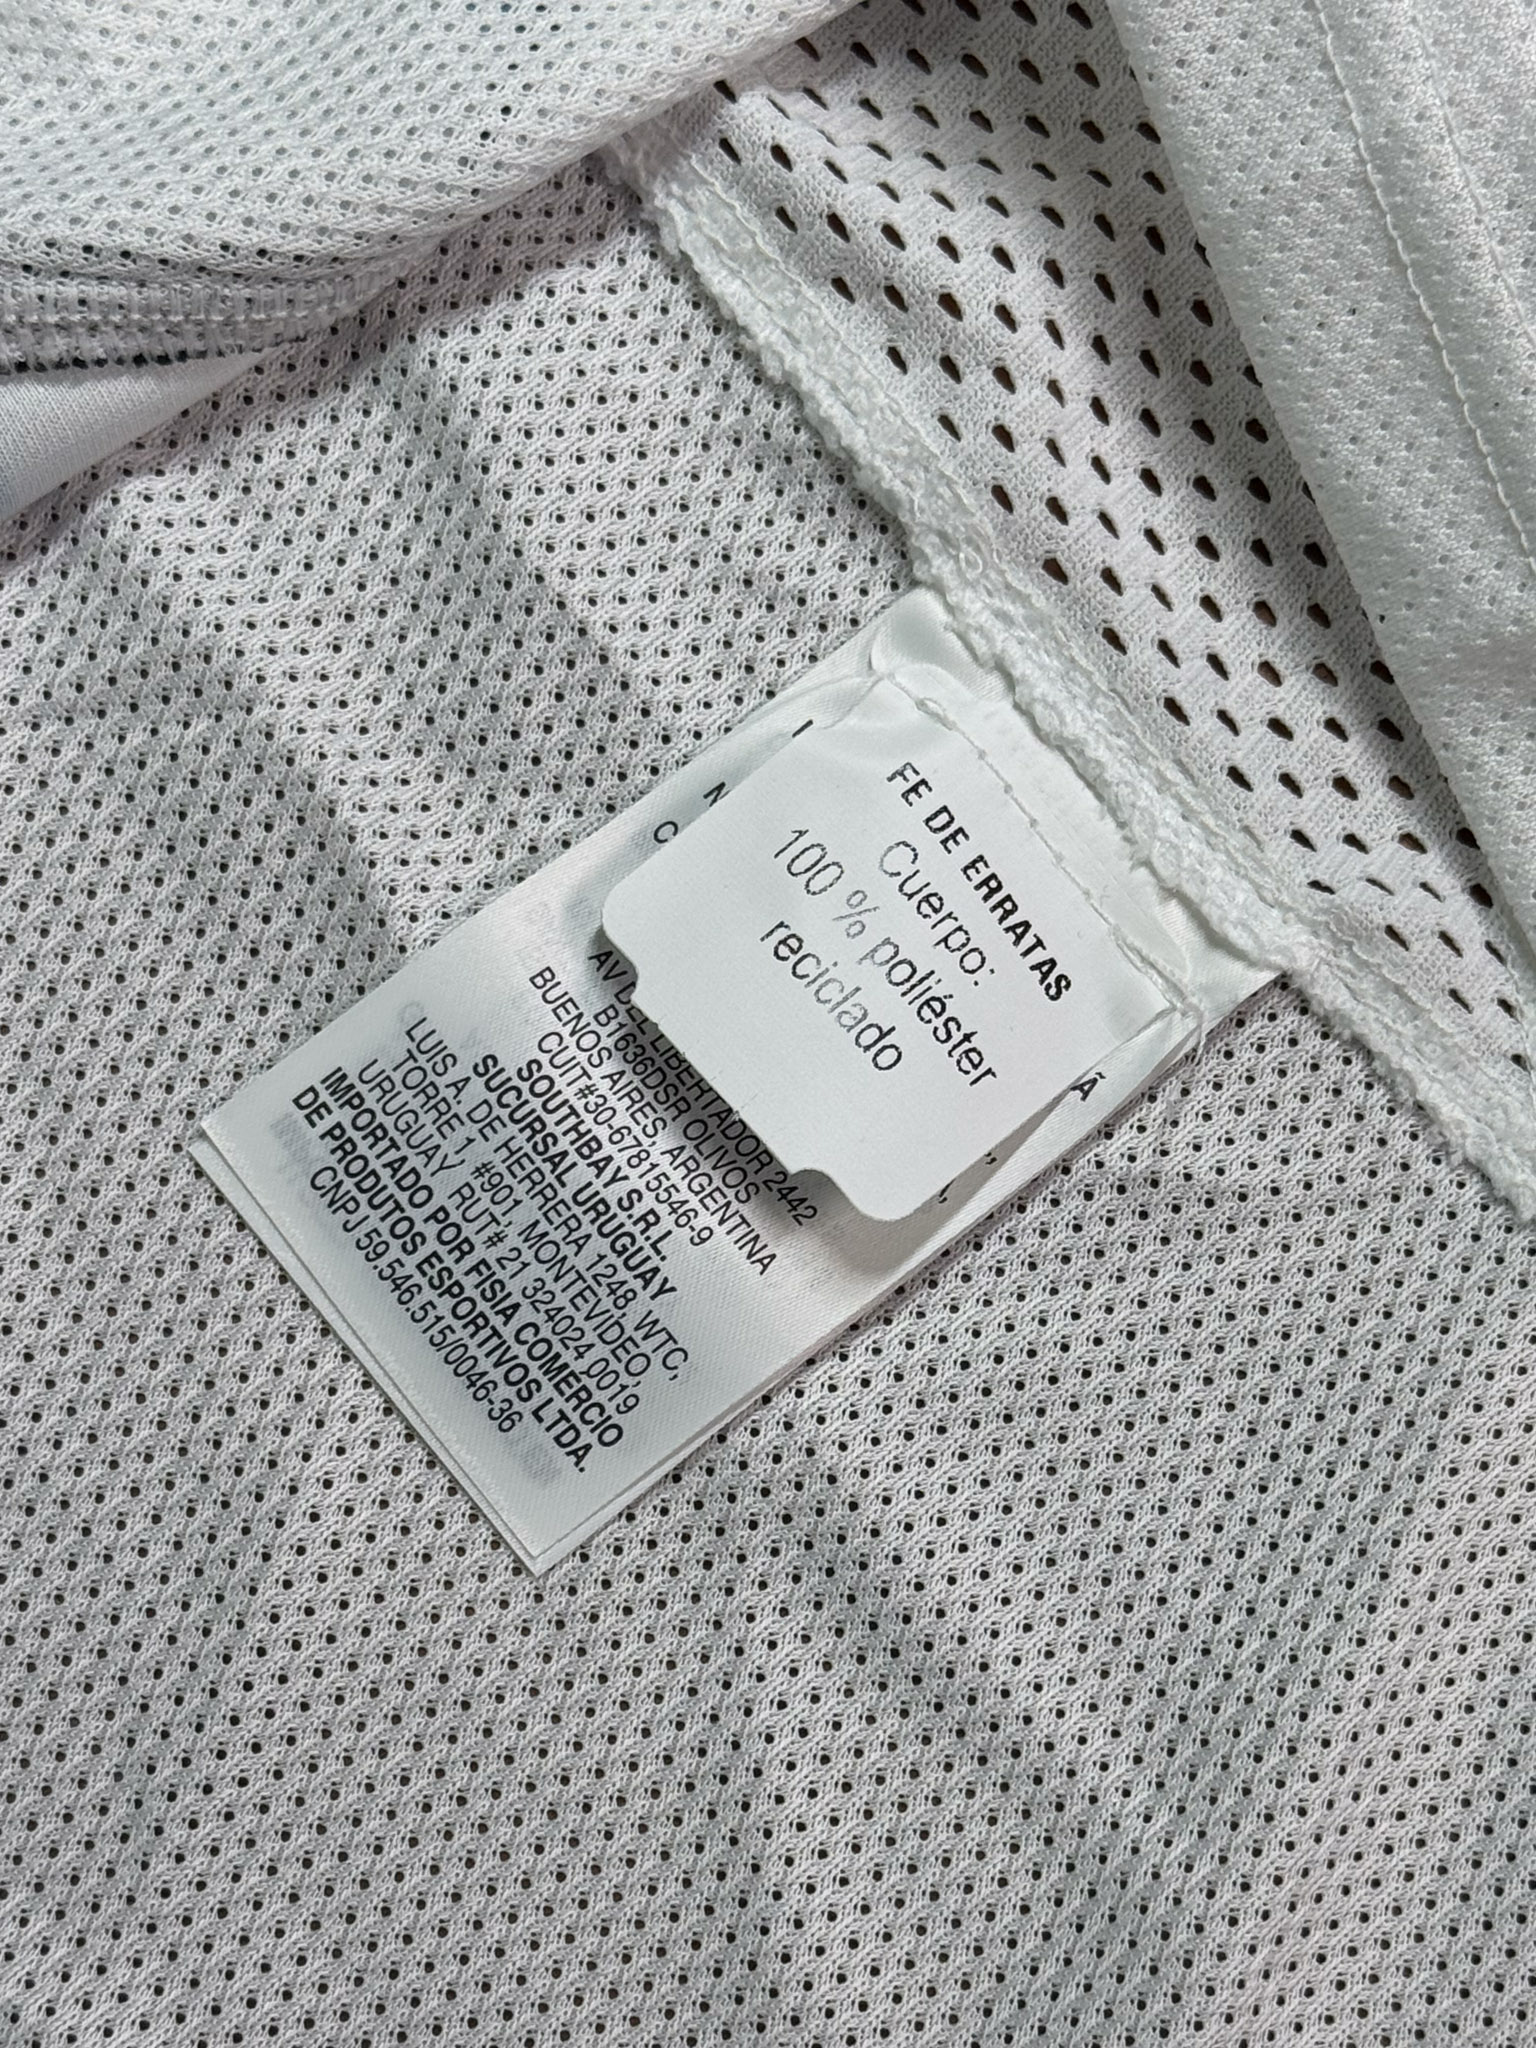 FE DE ERRATAS
Cuerpo:
100 % poliéster
reciclado
AV DEL LIBERTADOR 2442
B1636DSR OLIVOS
BUENOS AIRES, ARGENTINA
CUIT#30-67815546-9
SOUTHBAY S.R.L.
SUCURSAL URUGUAY
LUIS A. DE HERRERA 1248, WTC,
TORRE 1, #901, MONTEVIDEO,
URUGUAY RUT# 21 324024 0019
IMPORTADO POR FISIA COMÉRCIO
DE PRODUTOS ESPORTIVOS LTDA.
CNPJ 59.546.515/0046-36